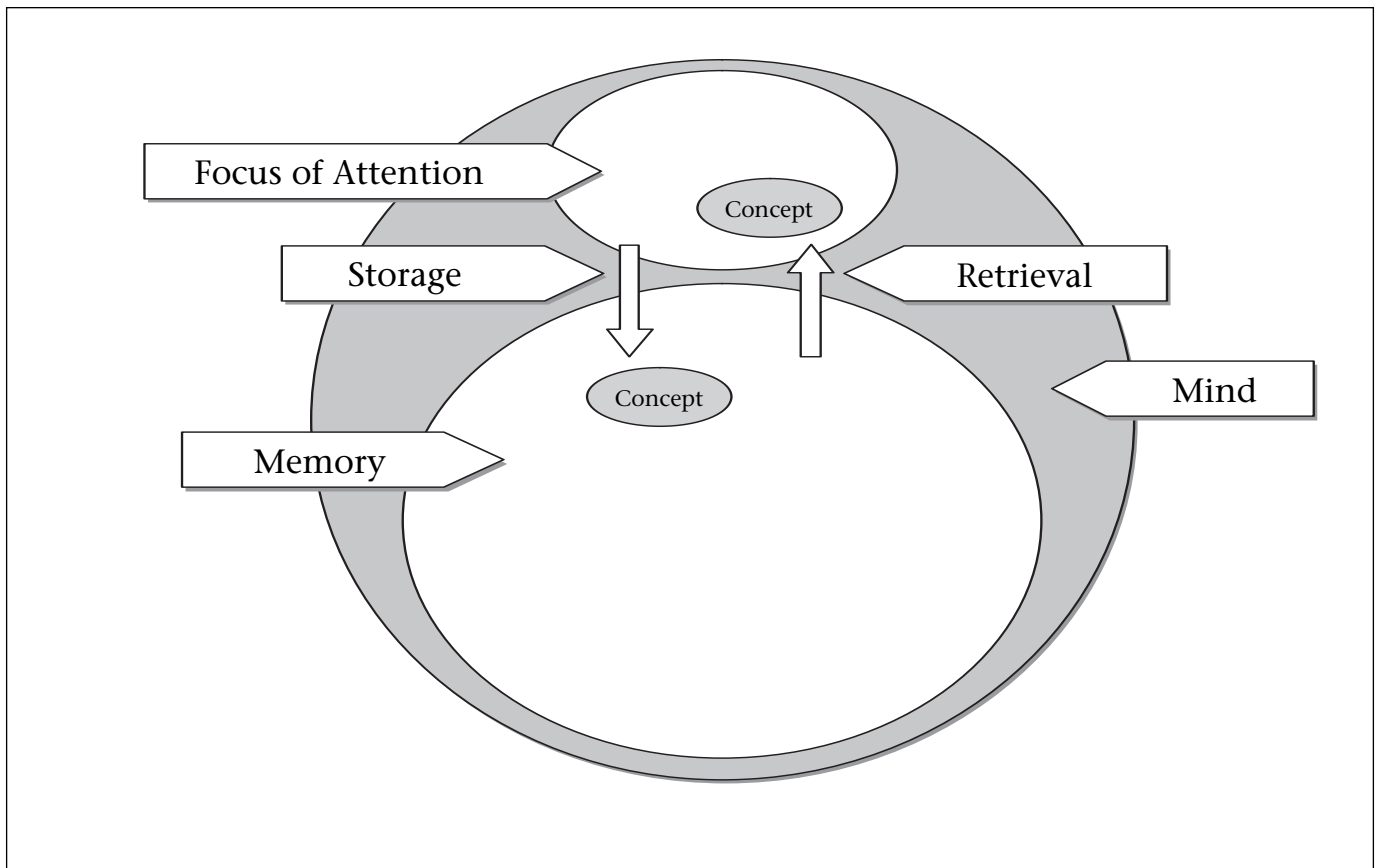 Focus of Attention
Concept
Storage
Retrieval
Mind
Concept
Memory